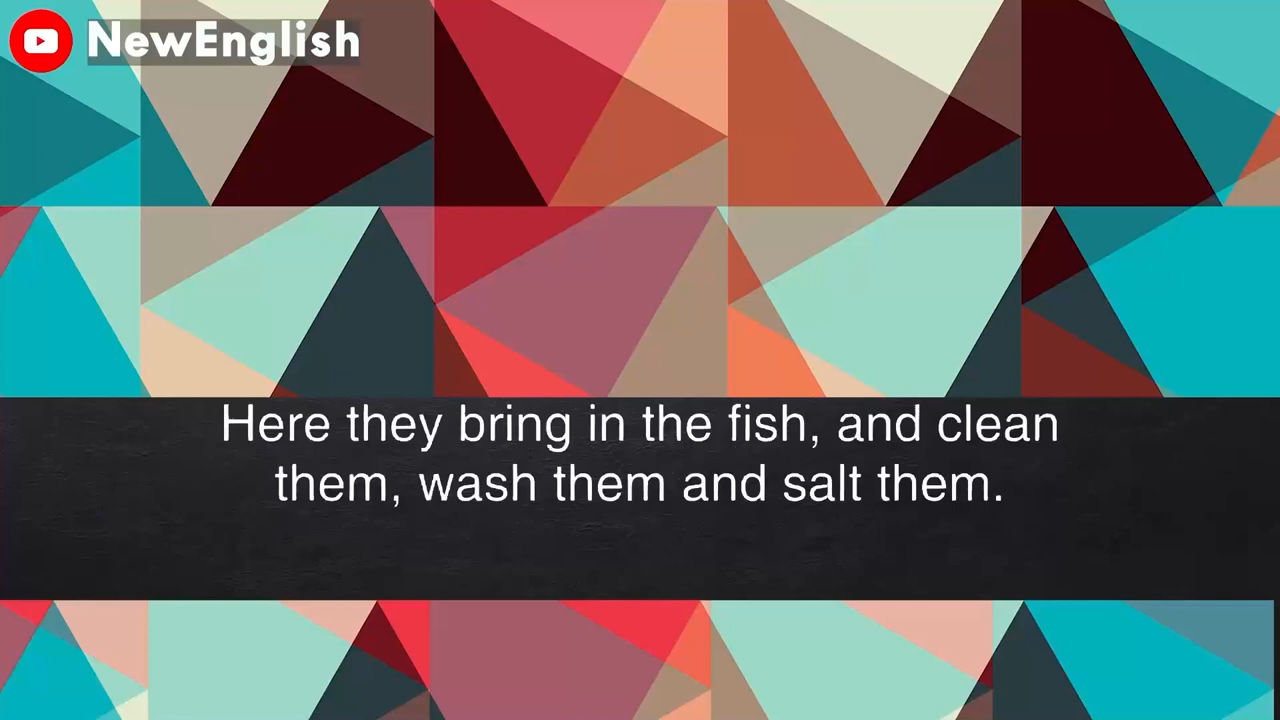 NewEnglish
Here they bring in the fish, and clean
them, wash them and salt them.